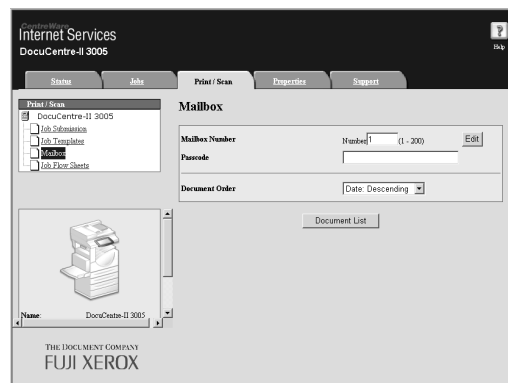 CentreWare
Internet Services
DocuCentre-II 3005
?
Help
Status Jobs Print / Scan Properties Support
Print / Scan
DocuCentre-II 3005
Job Submission
Job Templates
Mailbox
Job Flow Sheets
Mailbox
Mailbox Number Number 1 (1 - 200) Edit
Passcode
Document Order Date: Descending
Document List
Name: DocuCentre-II 3005
THE DOCUMENT COMPANY
FUJI XEROX